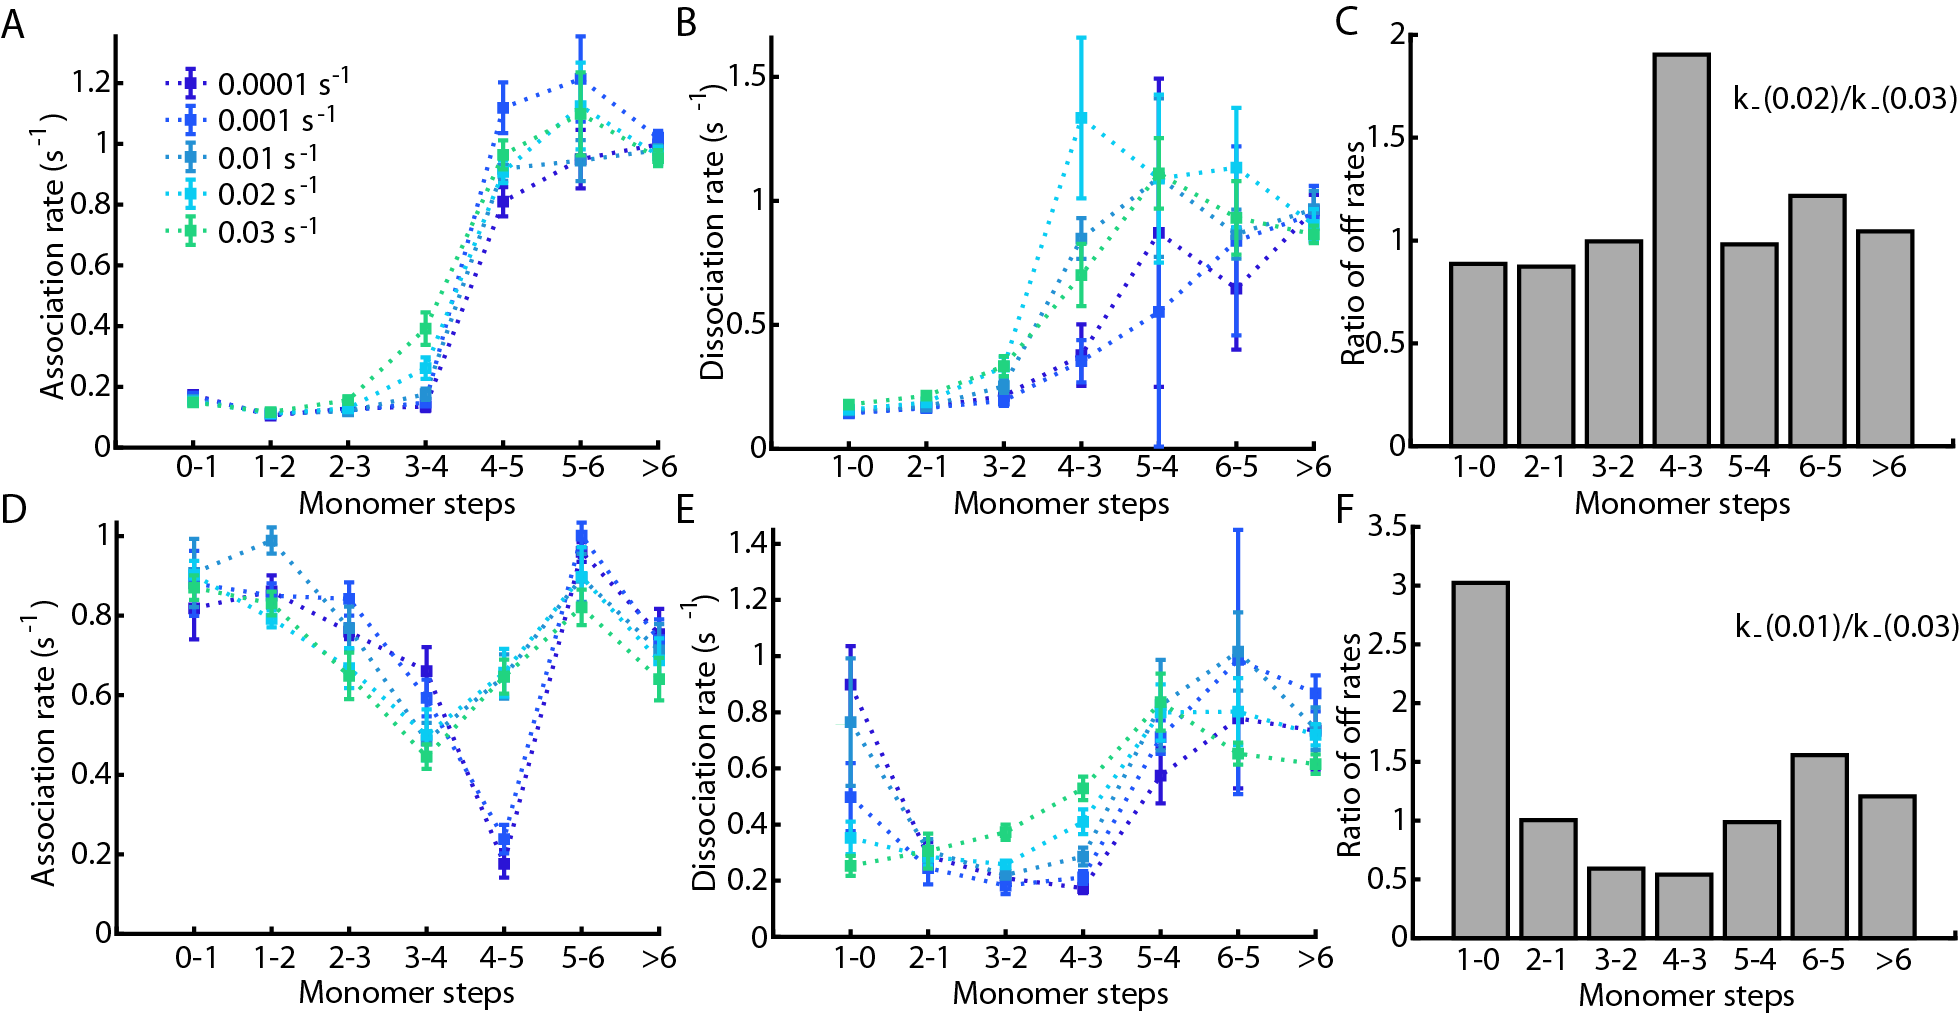 A
Association rate (s-1)
1.2
1
0.8
0.6
0.4
0.2
0
0.0001 s-1
0.001 s-1
0.01 s-1
0.02 s-1
0.03 s-1
0-1 1-2 2-3 3-4 4-5 5-6 >6
Monomer steps
B
Dissociation rate (s-1)
1.5
1
0.5
0
1-0 2-1 3-2 4-3 5-4 6-5 >6
Monomer steps
C
Ratio of off rates
2
1.5
1
0.5
0
k-(0.02)/k-(0.03)
1-0 2-1 3-2 4-3 5-4 6-5 >6
Monomer steps
D
Association rate (s-1)
1
0.8
0.6
0.4
0.2
0
0-1 1-2 2-3 3-4 4-5 5-6 >6
Monomer steps
E
Dissociation rate (s-1)
1.4
1.2
1
0.8
0.6
0.4
0.2
0
1-0 2-1 3-2 4-3 5-4 6-5 >6
Monomer steps
F
Ratio of off rates
3.5
3
2.5
2
1.5
1
0.5
0
k-(0.01)/k-(0.03)
1-0 2-1 3-2 4-3 5-4 6-5 >6
Monomer steps